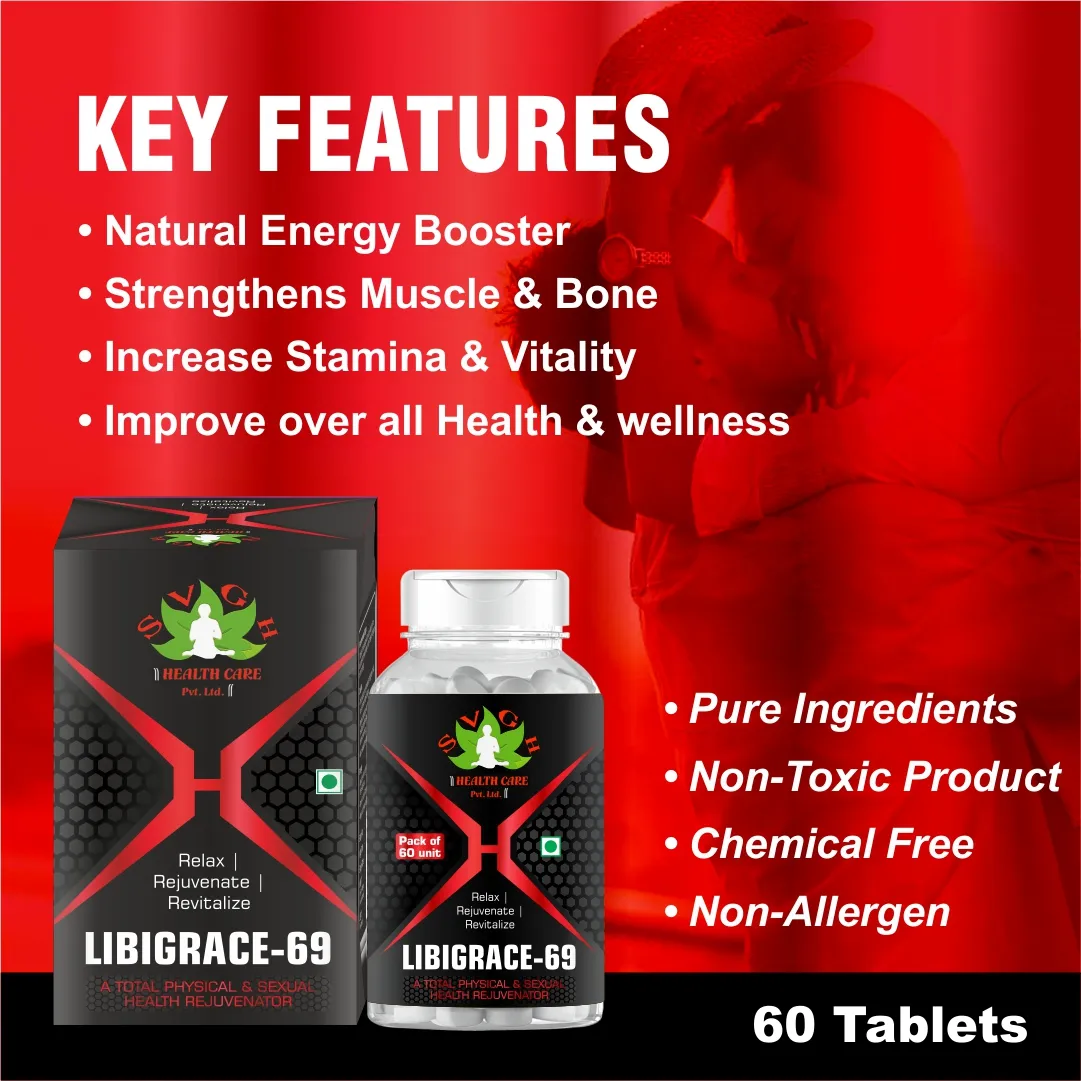 KEY FEATURES
• Natural Energy Booster
• Strengthens Muscle & Bone
• Increase Stamina & Vitality
• Improve over all Health & wellness
Relax |
Rejuvenate |
Revitalize
SVGH
HEALTH CARE
Pvt. Ltd.
Relax |
Rejuvenate |
Revitalize
LIBIGRACE-69
A TOTAL PHYSICAL & SEXUAL
HEALTH REJUVENATOR
SVGH
HEALTH CARE
Pvt. Ltd.
Pack of
60 unit
Relax |
Rejuvenate |
Revitalize
LIBIGRACE-69
A TOTAL PHYSICAL & SEXUAL
HEALTH REJUVENATOR
• Pure Ingredients
• Non-Toxic Product
• Chemical Free
• Non-Allergen
60 Tablets